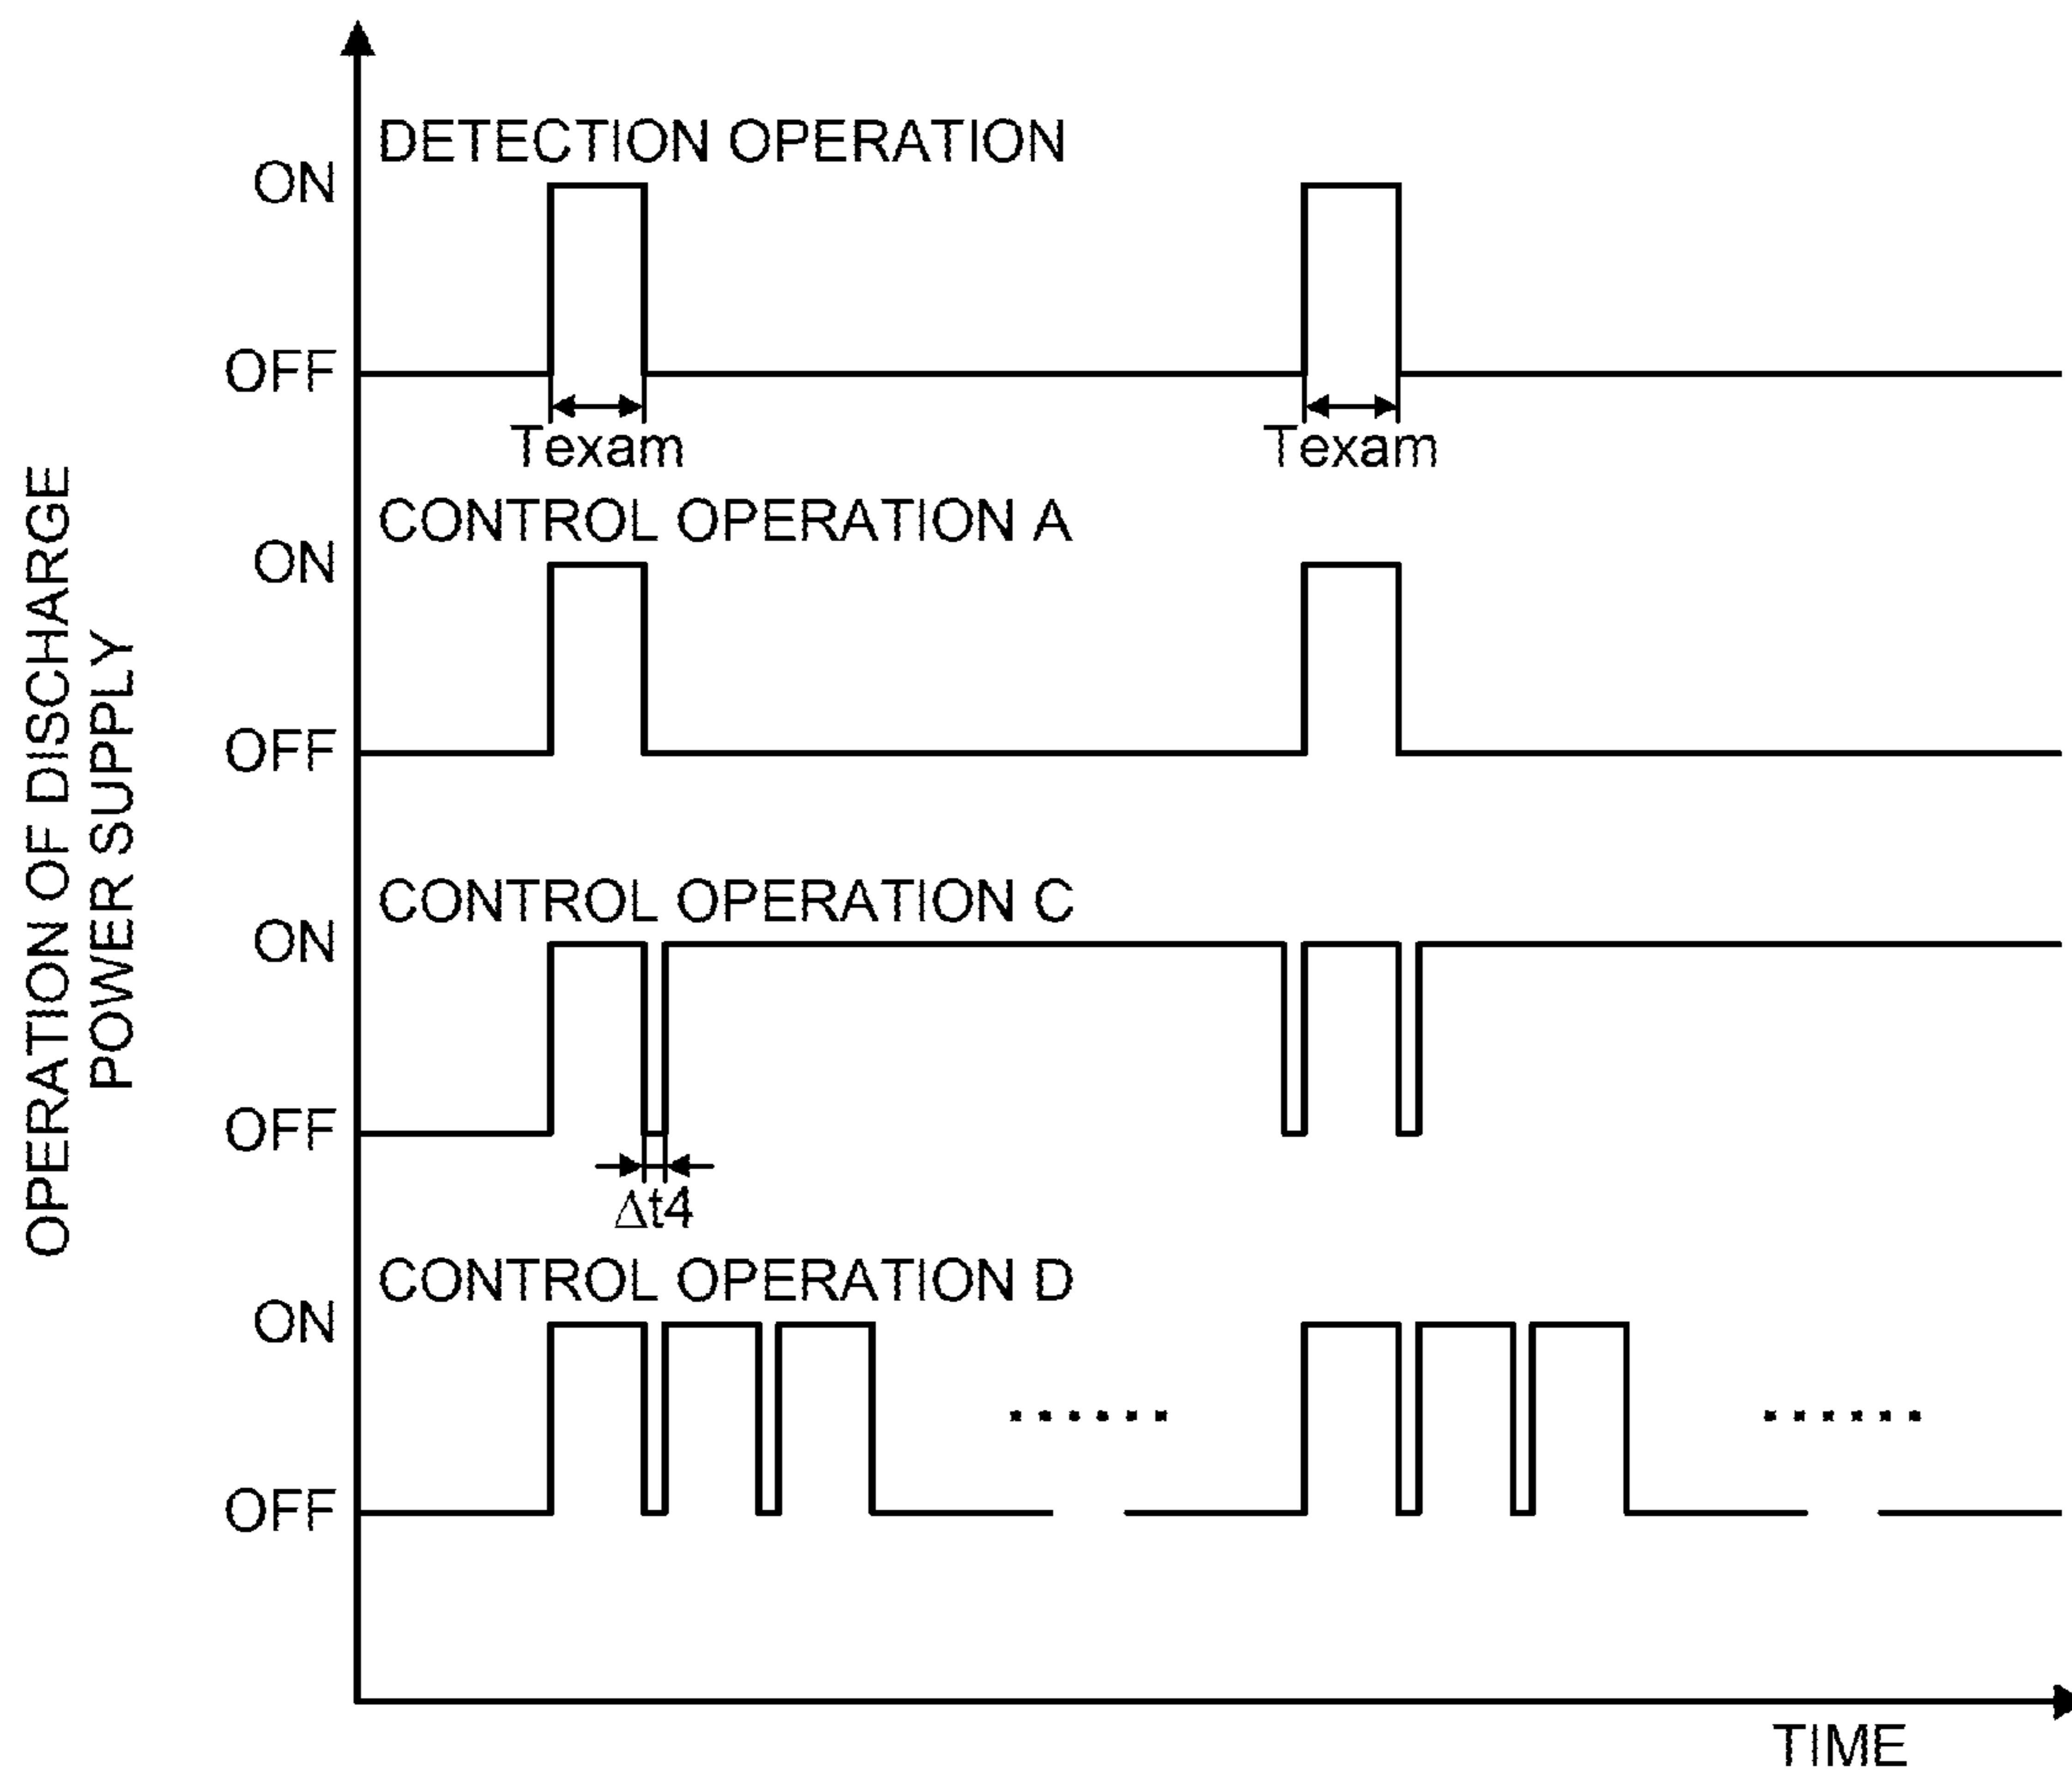 OPERATION OF DISCHARGE
POWER SUPPLY
DETECTION OPERATION
ON
OFF
Texam
Texam
CONTROL OPERATION A
ON
OFF
CONTROL OPERATION C
ON
OFF
Δt4
CONTROL OPERATION D
ON
OFF
TIME